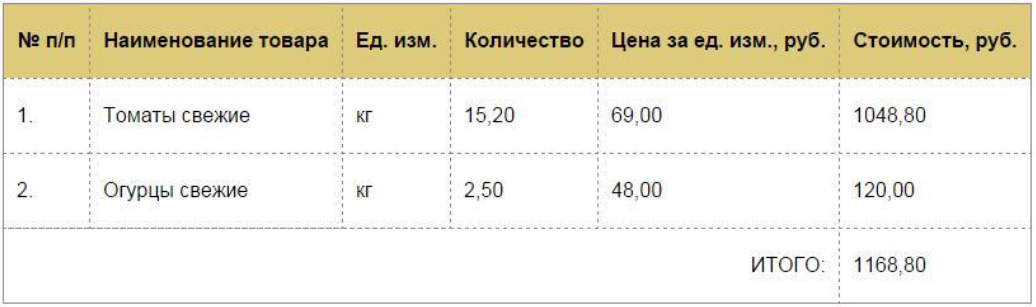 № п/п Наименование товара Ед. изм. Количество Цена за ед. изм., руб. Стоимость, руб.
1. Томаты свежие кг 15,20 69,00 1048,80
2. Огурцы свежие кг 2,50 48,00 120,00
ИТОГО: 1168,80